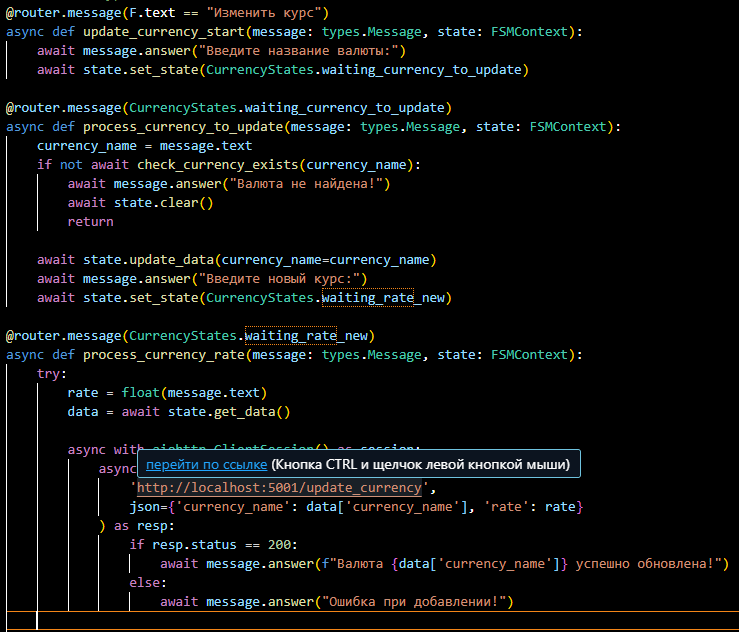 @router.message(F.text == "Изменить курс")
async def update_currency_start(message: types.Message, state: FSMContext):
    await message.answer("Введите название валюты:")
    await state.set_state(CurrencyStates.waiting_currency_to_update)

@router.message(CurrencyStates.waiting_currency_to_update)
async def process_currency_to_update(message: types.Message, state: FSMContext):
    currency_name = message.text
    if not await check_currency_exists(currency_name):
        await message.answer("Валюта не найдена!")
        await state.clear()
        return

    await state.update_data(currency_name=currency_name)
    await message.answer("Введите новый курс:")
    await state.set_state(CurrencyStates.waiting_rate_new)

@router.message(CurrencyStates.waiting_rate_new)
async def process_currency_rate(message: types.Message, state: FSMContext):
    try:
        rate = float(message.text)
        data = await state.get_data()

        async with aiohttp.ClientSession() as session:
            async
перейти по ссылке (Кнопка CTRL и щелчок левой кнопкой мыши)
                'http://localhost:5001/update_currency',
                json={'currency_name': data['currency_name'], 'rate': rate}
            ) as resp:
                if resp.status == 200:
                    await message.answer(f"Валюта {data['currency_name']} успешно обновлена!")
                else:
                    await message.answer("Ошибка при добавлении!")